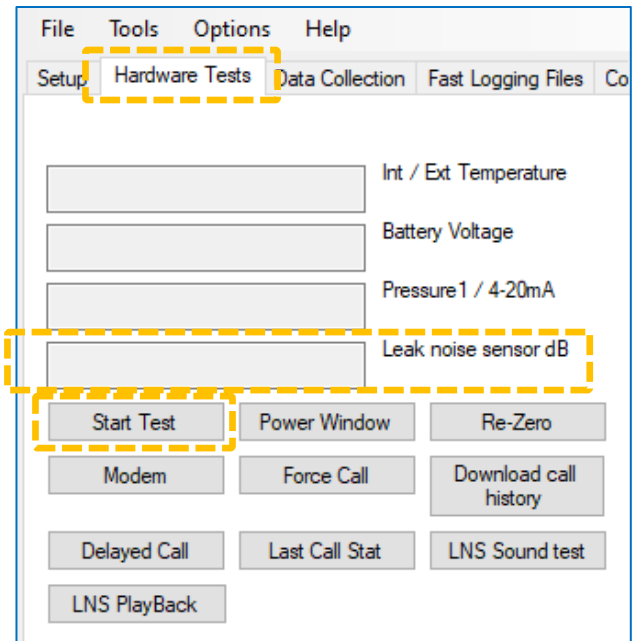 File Tools Options Help
Setup Hardware Tests Data Collection Fast Logging Files Co
Int / Ext Temperature
Battery Voltage
Pressure1 / 4-20mA
Leak noise sensor dB
Start Test Power Window Re-Zero
Modem Force Call Download call
history
Delayed Call Last Call Stat LNS Sound test
LNS PlayBack